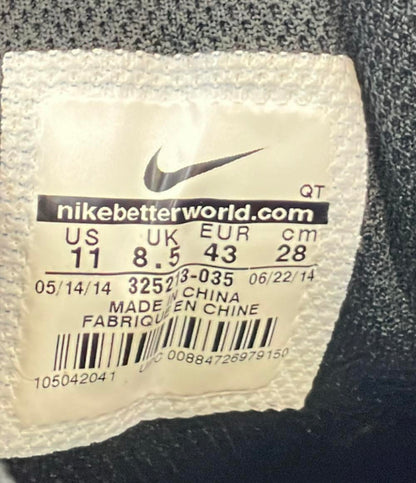 QT
nikebetterworld.com
US UK EUR cm
11 8.5 43 28
05/14/14 325213-035 06/22/14
MADE IN CHINA
FABRIQUE EN CHINE
105042041 UPC 00884726979150